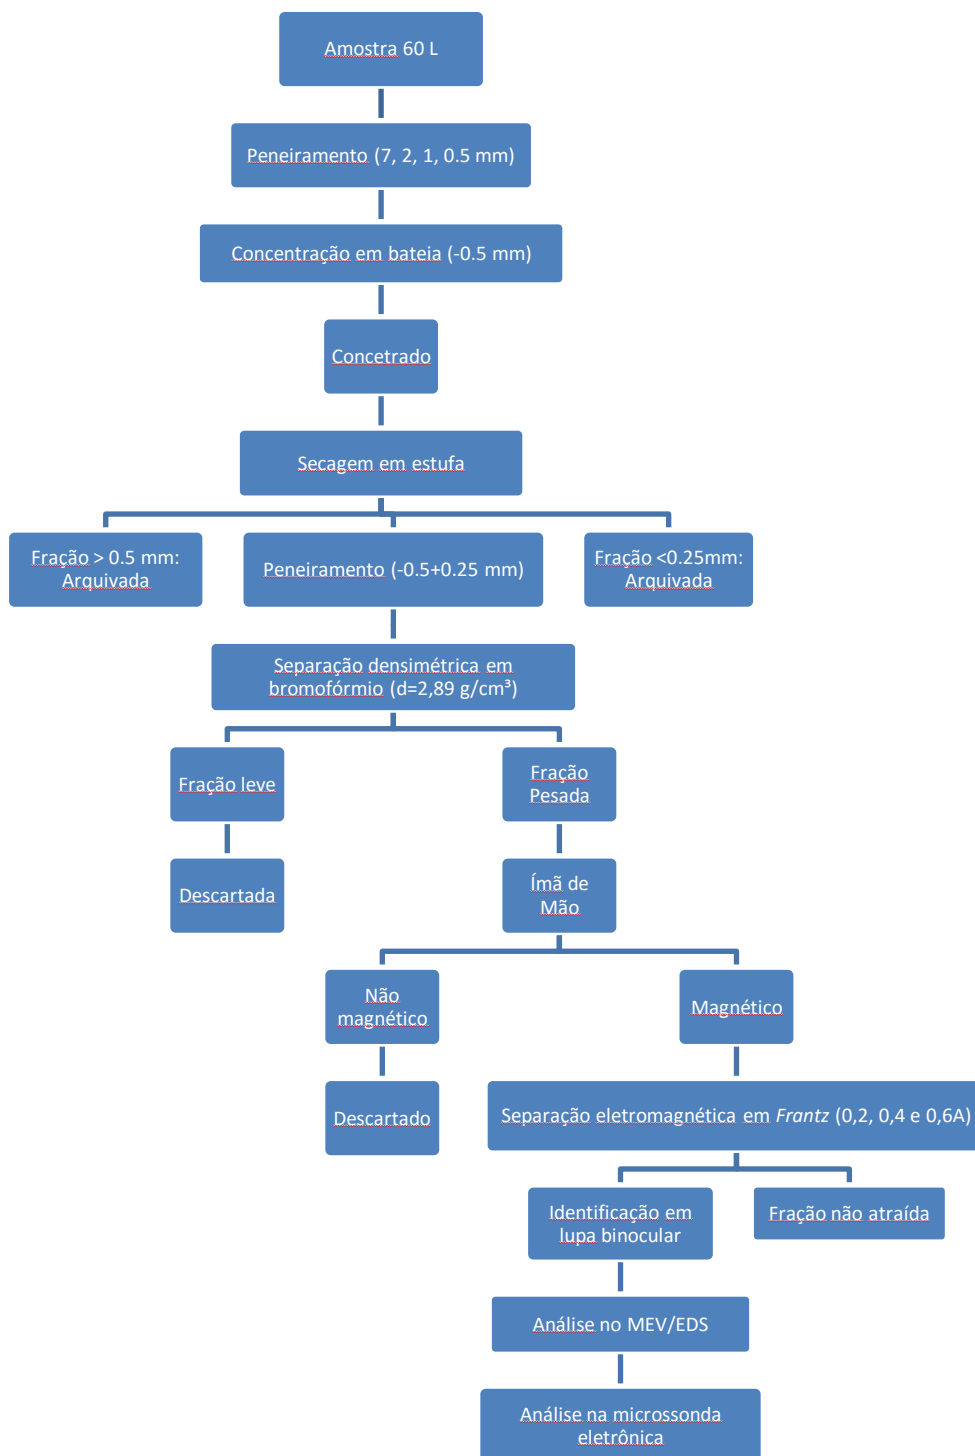 Amostra 60 L
Peneiramento (7, 2, 1, 0.5 mm)
Concentração em bateia (-0.5 mm)
Concetrado
Secagem em estufa
Fração > 0.5 mm:
Arquivada
Peneiramento (-0.5+0.25 mm)
Fração <0.25mm:
Arquivada
Separação densimétrica em
bromofórmio (d=2,89 g/cm³)
Fração leve
Fração
Pesada
Descartada
Ímã de
Mão
Não
magnético
Magnético
Descartado
Separação eletromagnética em Frantz (0,2, 0,4 e 0,6A)
Identificação em
lupa binocular
Fração não atraída
Análise no MEV/EDS
Análise na microssonda
eletrônica